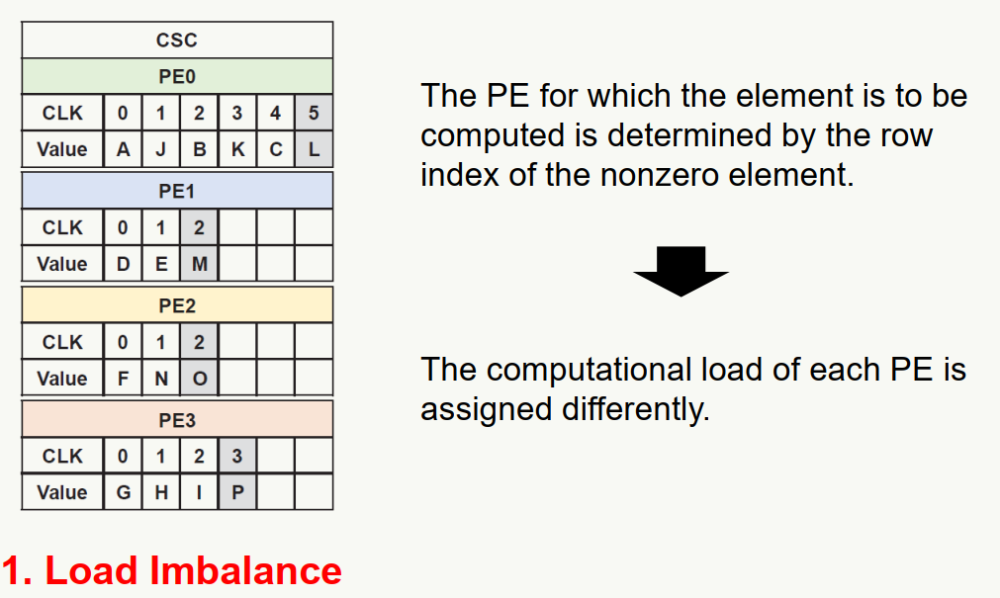 CSC
PE0
CLK 0 1 2 3 4 5
Value A J B K C L
PE1
CLK 0 1 2
Value D E M
PE2
CLK 0 1 2
Value F N O
PE3
CLK 0 1 2 3
Value G H I P
1. Load Imbalance
The PE for which the element is to be
computed is determined by the row
index of the nonzero element.
The computational load of each PE is
assigned differently.